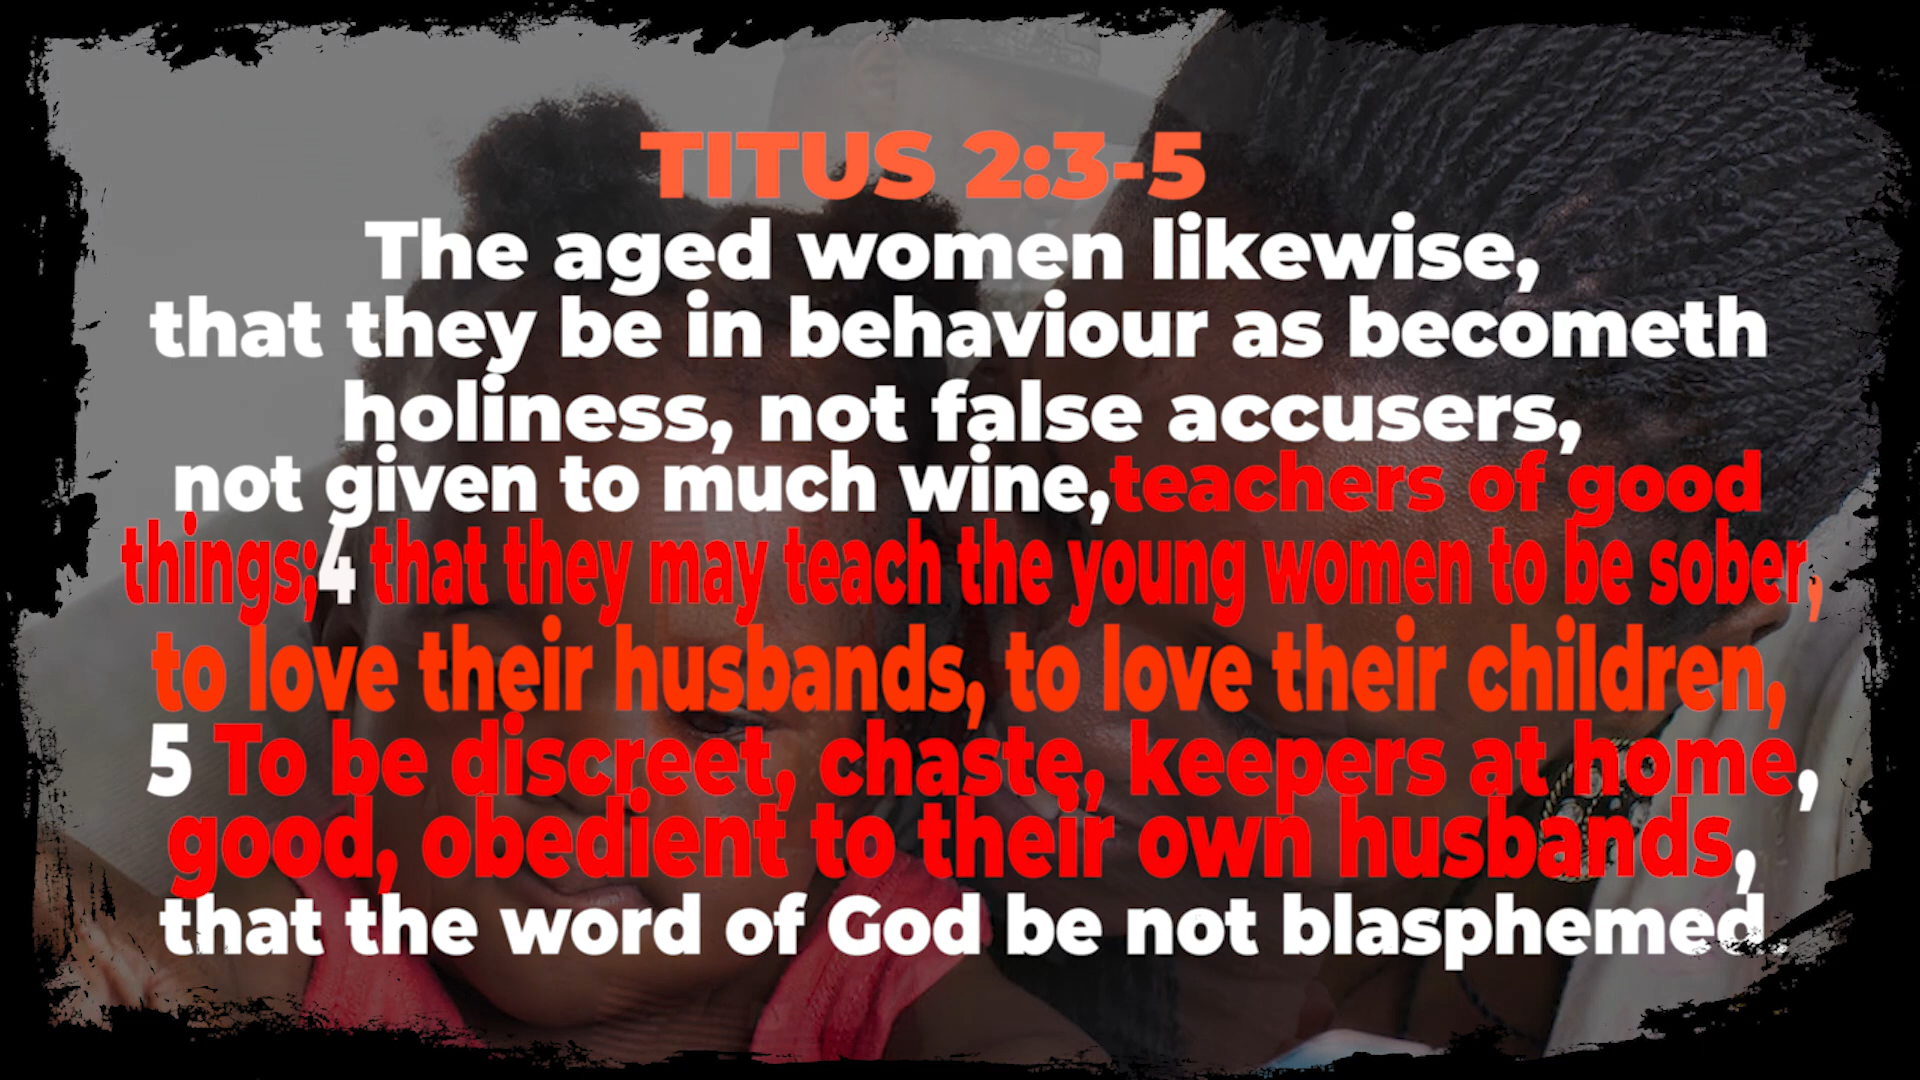 TITUS 2:3-5
The aged women likewise,
that they be in behaviour as becometh
holiness, not false accusers,
not given to much wine,teachers of good
things;4 that they may teach the young women to be sober,
to love their husbands, to love their children,
5 To be discreet, chaste, keepers at home,
good, obedient to their own husbands,
that the word of God be not blasphemed.